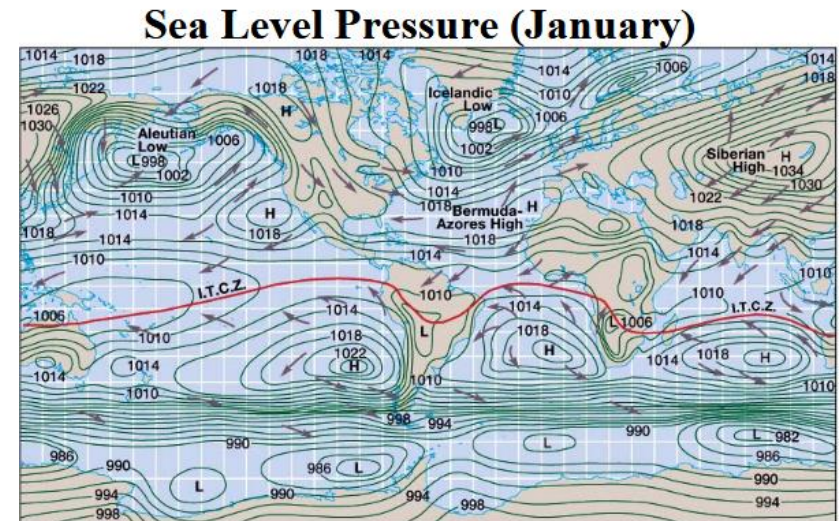 Sea Level Pressure (January)
1014 1018 1018 1014 1014 1006 1014
1022 1018 1010 1018
1026 H Icelandic
1030 Low
Aleutian 1006 998 L 1006
Low 1002 Siberian H
L 998 High 1034
1002 1010 1030
1010 1014 1022
1014 H 1018 Bermuda- H
1018 1018 Azores High 1018
1014 1018 1014
1010 1014 1010
I.T.C.Z. 1010 1014 1010 I.T.C.Z.
1006 1014 L L 1006
1010 1018 1018
1014 1014 1022 H H 1014 1018 H
1010 1010 1010
998 994
990 L 990 L 982
986 990 986 L 986
L 990
994 990 994 994
998 998